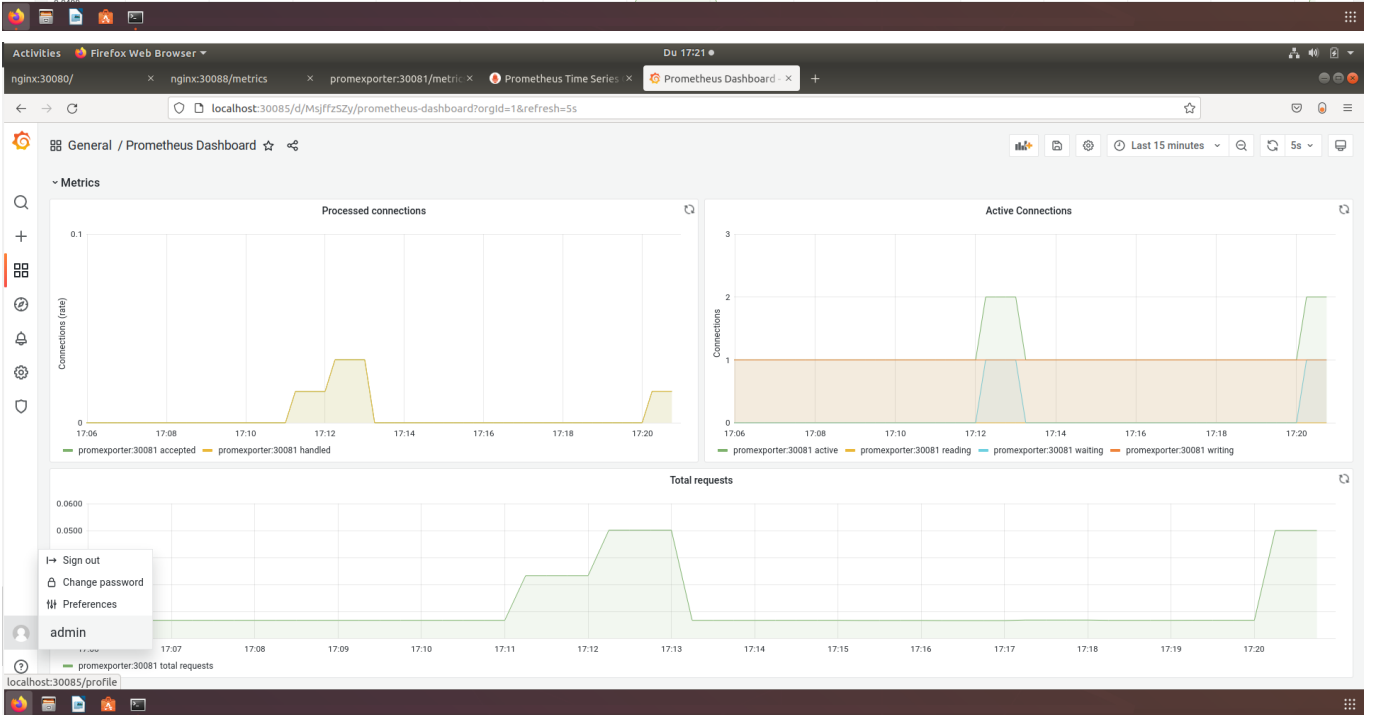 Activities Firefox Web Browser Du 17:21
nginx:30080/ nginx:30088/metrics promexporter:30081/metric Prometheus Time Series Prometheus Dashboard -
localhost:30085/d/MsjffzSZy/prometheus-dashboard?orgId=1&refresh=5s
General / Prometheus Dashboard Last 15 minutes 5s
Metrics
Processed connections
0.1
Connections (rate)
0
17:06 17:08 17:10 17:12 17:14 17:16 17:18 17:20
promexporter:30081 accepted promexporter:30081 handled
Active Connections
3
2
Connections
1
0
17:06 17:08 17:10 17:12 17:14 17:16 17:18 17:20
promexporter:30081 active promexporter:30081 reading promexporter:30081 waiting promexporter:30081 writing
Total requests
0.0600
0.0500
Sign out
Change password
Preferences
admin
17:07 17:08 17:09 17:10 17:11 17:12 17:13 17:14 17:15 17:16 17:17 17:18 17:19 17:20
promexporter:30081 total requests
localhost:30085/profile